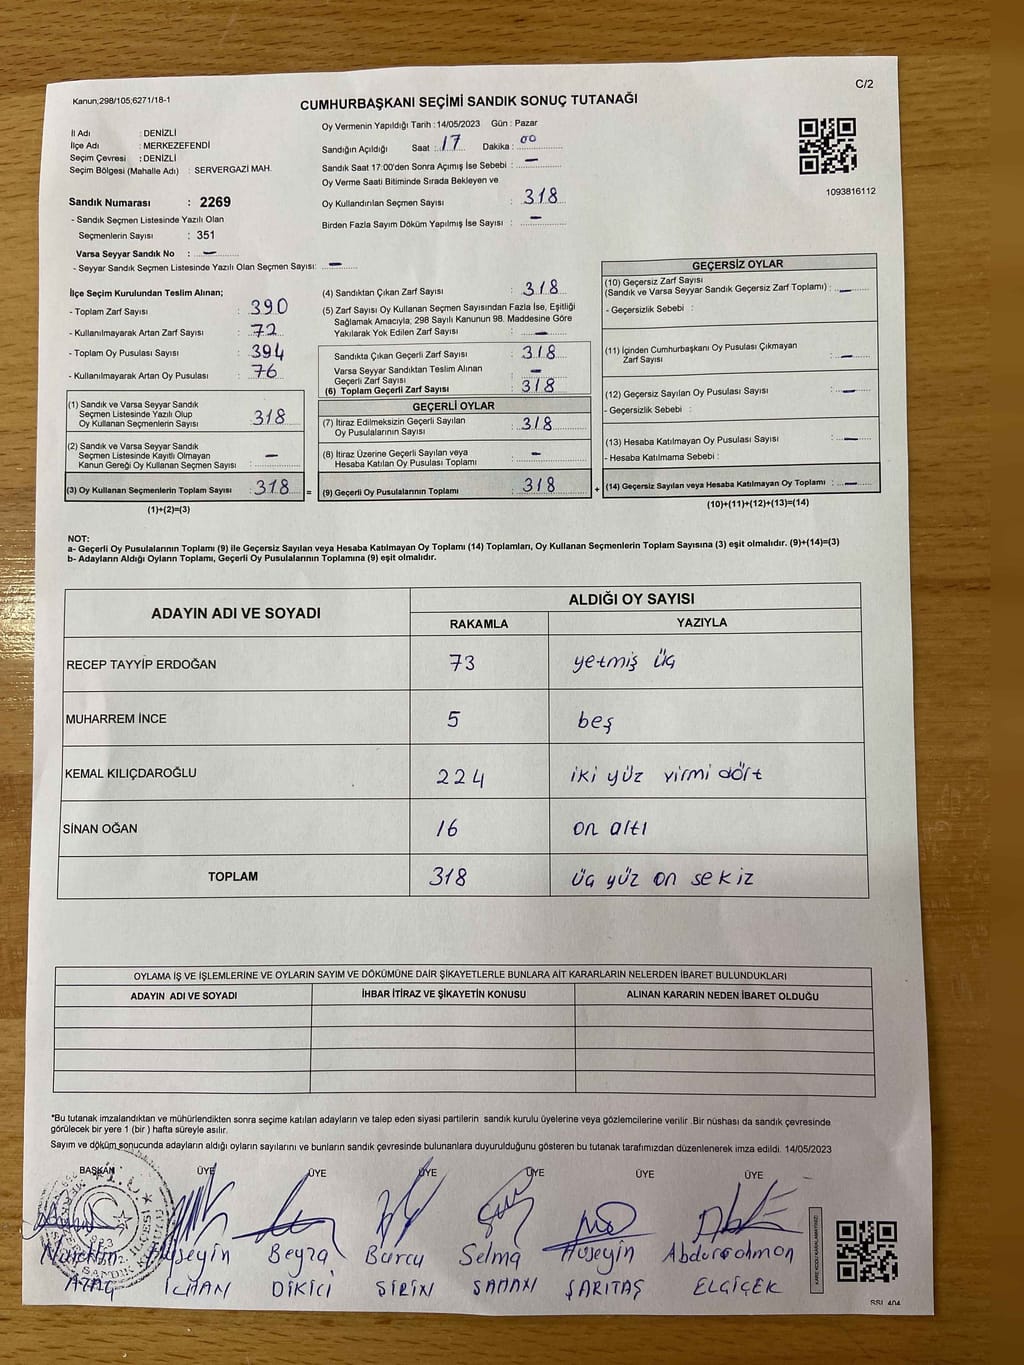 C/2
Kanun;298/105;6271/18-1
CUMHURBAŞKANI SEÇİMİ SANDIK SONUÇ TUTANAĞI
İl Adı : DENİZLİ
İlçe Adı : MERKEZEFENDİ
Seçim Çevresi : DENİZLİ
Seçim Bölgesi (Mahalle Adı) : SERVERGAZİ MAH.
Sandık Numarası : 2269
- Sandık Seçmen Listesinde Yazılı Olan
Seçmenlerin Sayısı : 351
Varsa Seyyar Sandık No : —
- Seyyar Sandık Seçmen Listesinde Yazılı Olan Seçmen Sayısı: —
Oy Vermenin Yapıldığı Tarih :14/05/2023 Gün : Pazar
Sandığın Açıldığı Saat : 17 Dakika : 00
Sandık Saat 17:00'den Sonra Açımış İse Sebebi : —
Oy Verme Saati Bitiminde Sırada Bekleyen ve
Oy Kullandırılan Seçmen Sayısı : 318
Birden Fazla Sayım Döküm Yapılmış İse Sayısı : —
1093816112
İlçe Seçim Kurulundan Teslim Alınan;
- Toplam Zarf Sayısı : 390
- Kullanılmayarak Artan Zarf Sayısı : 72
- Toplam Oy Pusulası Sayısı : 394
- Kullanılmayarak Artan Oy Pusulası : 76
(1) Sandık ve Varsa Seyyar Sandık
Seçmen Listesinde Yazılı Olup
Oy Kullanan Seçmenlerin Sayısı : 318
(2) Sandık ve Varsa Seyyar Sandık
Seçmen Listesinde Kayıtlı Olmayan
Kanun Gereği Oy Kullanan Seçmen Sayısı : —
(3) Oy Kullanan Seçmenlerin Toplam Sayısı : 318 =
(1)+(2)=(3)
(4) Sandıktan Çıkan Zarf Sayısı : 318
(5) Zarf Sayısı Oy Kullanan Seçmen Sayısından Fazla İse, Eşitliği
Sağlamak Amacıyla; 298 Sayılı Kanunun 98. Maddesine Göre
Yakılarak Yok Edilen Zarf Sayısı : —
Sandıkta Çıkan Geçerli Zarf Sayısı : 318
Varsa Seyyar Sandıktan Teslim Alınan
Geçerli Zarf Sayısı : —
(6) Toplam Geçerli Zarf Sayısı : 318
GEÇERLİ OYLAR
(7) İtiraz Edilmeksizin Geçerli Sayılan
Oy Pusulalarının Sayısı : 318
(8) İtiraz Üzerine Geçerli Sayılan veya
Hesaba Katılan Oy Pusulası Toplamı : —
(9) Geçerli Oy Pusulalarının Toplamı : 318 +
GEÇERSİZ OYLAR
(10) Geçersiz Zarf Sayısı
(Sandık ve Varsa Seyyar Sandık Geçersiz Zarf Toplamı) : —
- Geçersizlik Sebebi :
(11) İçinden Cumhurbaşkanı Oy Pusulası Çıkmayan
Zarf Sayısı : —
(12) Geçersiz Sayılan Oy Pusulası Sayısı : —
- Geçersizlik Sebebi :
(13) Hesaba Katılmayan Oy Pusulası Sayısı : —
- Hesaba Katılmama Sebebi :
(14) Geçersiz Sayılan veya Hesaba Katılmayan Oy Toplamı : —
(10)+(11)+(12)+(13)=(14)
NOT:
a- Geçerli Oy Pusulalarının Toplamı (9) ile Geçersiz Sayılan veya Hesaba Katılmayan Oy Toplamı (14) Toplamları, Oy Kullanan Seçmenlerin Toplam Sayısına (3) eşit olmalıdır. (9)+(14)=(3)
b- Adayların Aldığı Oyların Toplamı, Geçerli Oy Pusulalarının Toplamına (9) eşit olmalıdır.
ADAYIN ADI VE SOYADI ALDIĞI OY SAYISI
RAKAMLA YAZIYLA
RECEP TAYYİP ERDOĞAN 73 yetmiş üç
MUHARREM İNCE 5 beş
KEMAL KILIÇDAROĞLU 224 iki yüz yirmi dört
SİNAN OĞAN 16 on altı
TOPLAM 318 üç yüz on sekiz
OYLAMA İŞ VE İŞLEMLERİNE VE OYLARIN SAYIM VE DÖKÜMÜNE DAİR ŞİKAYETLERLE BUNLARA AİT KARARLARIN NELERDEN İBARET BULUNDUKLARI
ADAYIN ADI VE SOYADI İHBAR İTİRAZ VE ŞİKAYETİN KONUSU ALINAN KARARIN NEDEN İBARET OLDUĞU
*Bu tutanak imzalandıktan ve mühürlendikten sonra seçime katılan adayların ve talep eden siyasi partilerin sandık kurulu üyelerine veya gözlemcilerine verilir .Bir nüshası da sandık çevresinde
görülecek bir yere 1 (bir ) hafta süreyle asılır.
Sayım ve döküm sonucunda adayların aldığı oyların sayılarını ve bunların sandık çevresinde bulunanlara duyurulduğunu gösteren bu tutanak tarafımızdan düzenlenerek imza edildi. 14/05/2023
BAŞKAN ÜYE ÜYE ÜYE ÜYE ÜYE ÜYE
Hüseyin Beyza Burcu Selma Hüseyin Abdurrahman
DİKİCİ ŞİRİN ŞARITAŞ ELGİÇEK